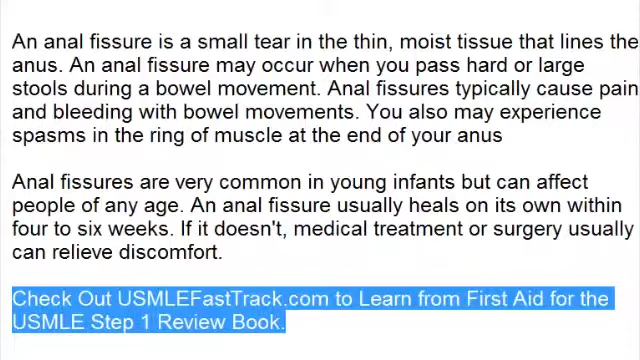 An anal fissure is a small tear in the thin, moist tissue that lines the
anus. An anal fissure may occur when you pass hard or large
stools during a bowel movement. Anal fissures typically cause pain
and bleeding with bowel movements. You also may experience
spasms in the ring of muscle at the end of your anus
Anal fissures are very common in young infants but can affect
people of any age. An anal fissure usually heals on its own within
four to six weeks. If it doesn't, medical treatment or surgery usually
can relieve discomfort.
Check Out USMLEFastTrack.com to Learn from First Aid for the
USMLE Step 1 Review Book.